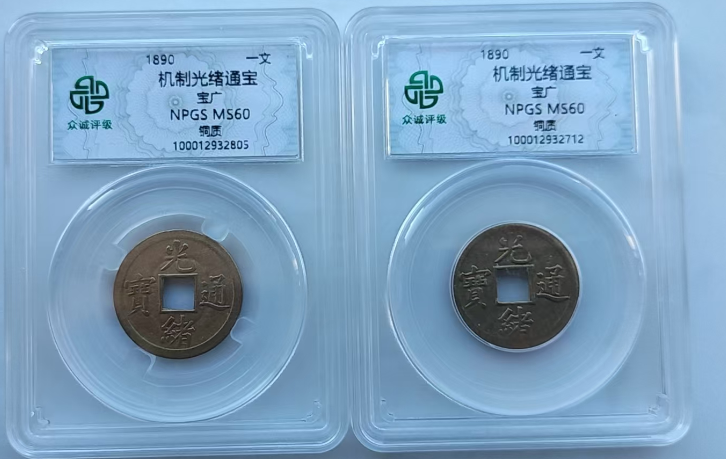 1890 一文
机制光绪通宝
宝广
NPGS MS60
铜质
100012932805
众诚评级
光
寶 通
緒
1890 一文
机制光绪通宝
宝广
NPGS MS60
铜质
100012932712
众诚评级
光
寶 通
緒